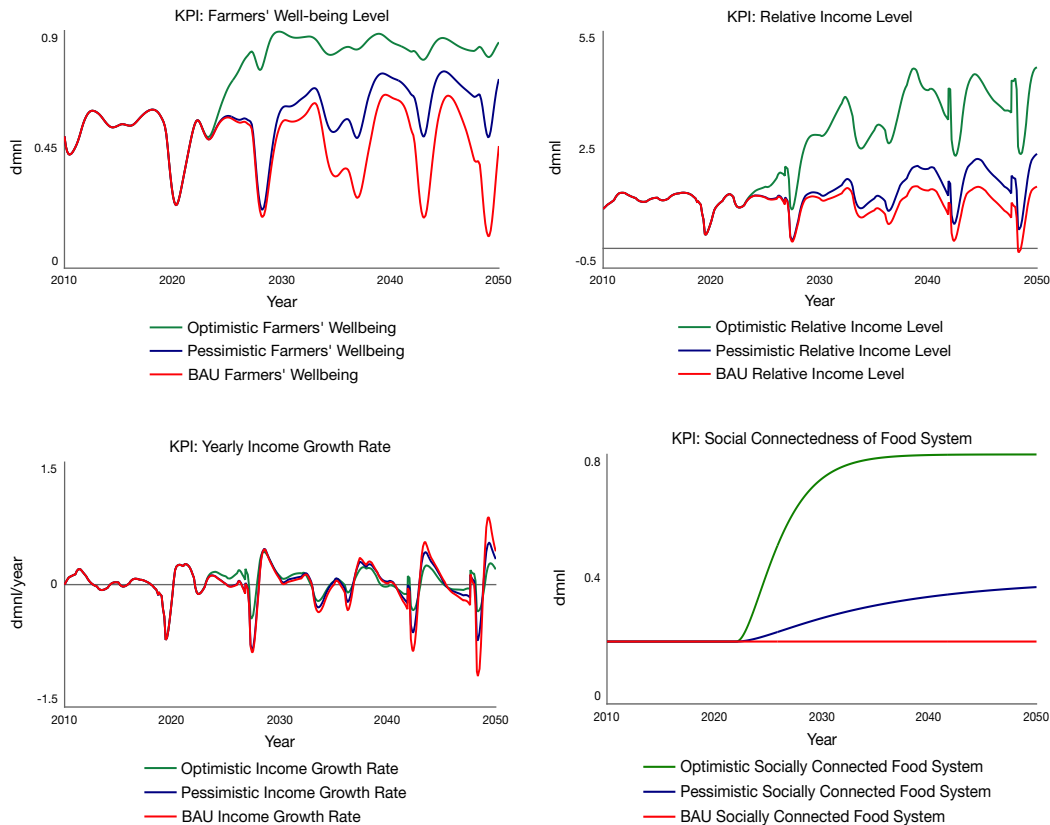 KPI: Farmers' Well-being Level
0.9
0.45
0
dmnl
2010 2020 2030 2040 2050
Year
Optimistic Farmers' Wellbeing
Pessimistic Farmers' Wellbeing
BAU Farmers' Wellbeing
KPI: Relative Income Level
5.5
2.5
-0.5
dmnl
2010 2020 2030 2040 2050
Year
Optimistic Relative Income Level
Pessimistic Relative Income Level
BAU Relative Income Level
KPI: Yearly Income Growth Rate
1.5
0
-1.5
dmnl/year
2010 2020 2030 2040 2050
Year
Optimistic Income Growth Rate
Pessimistic Income Growth Rate
BAU Income Growth Rate
KPI: Social Connectedness of Food System
0.8
0.4
0
dmnl
2010 2020 2030 2040 2050
Year
Optimistic Socially Connected Food System
Pessimistic Socially Connected Food System
BAU Socially Connected Food System